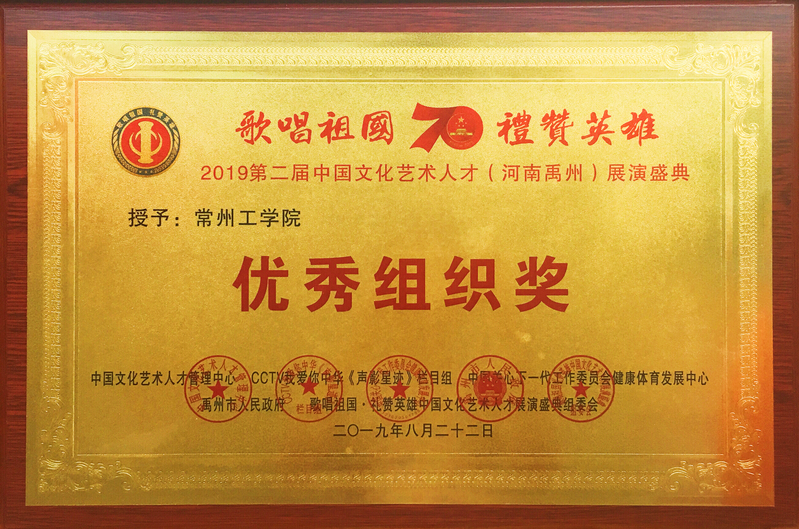 歌唱祖國 70 禮贊英雄
2019第二届中国文化艺术人才（河南禹州）展演盛典
授予：常州工学院
优秀组织奖
中国文化艺术人才管理中心 CCTV我爱你中华《声影星迹》栏目组 中国关心下一代工作委员会健康体育发展中心
禹州市人民政府 歌唱祖国·礼赞英雄中国文化艺术人才展演盛典组委会
二〇一九年八月二十二日